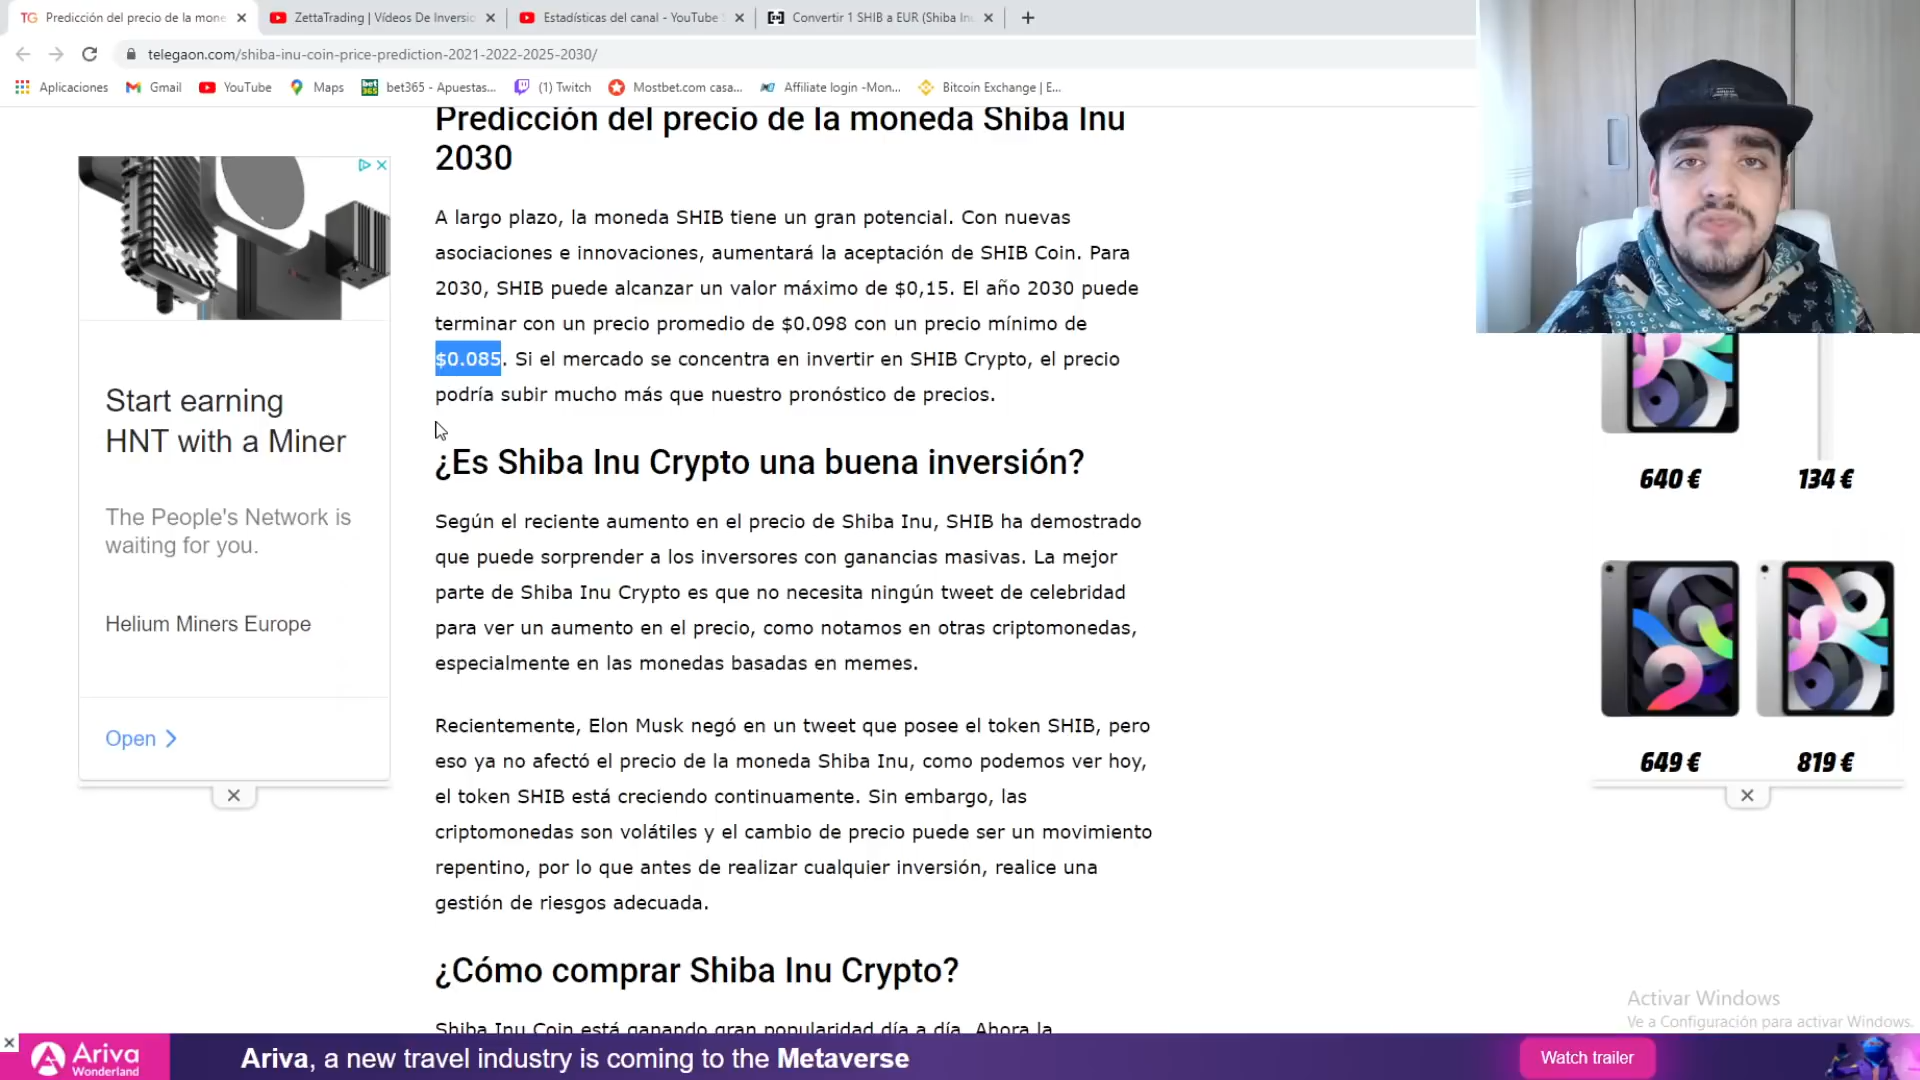 Predicción del precio de la mone
ZettaTrading | Vídeos De Inversic
Estadísticas del canal - YouTube
Convertir 1 SHIB a EUR (Shiba In
telegaon.com/shiba-inu-coin-price-prediction-2021-2022-2025-2030/
Aplicaciones
Gmail
YouTube
Maps
bet365 - Apuestas...
(1) Twitch
Mostbet.com casa...
Affiliate login -Mon...
Bitcoin Exchange | E...
Predicción del precio de la moneda Shiba Inu
2030
A largo plazo, la moneda SHIB tiene un gran potencial. Con nuevas
asociaciones e innovaciones, aumentará la aceptación de SHIB Coin. Para
2030, SHIB puede alcanzar un valor máximo de $0,15. El año 2030 puede
terminar con un precio promedio de $0.098 con un precio mínimo de
$0.085. Si el mercado se concentra en invertir en SHIB Crypto, el precio
podría subir mucho más que nuestro pronóstico de precios.
¿Es Shiba Inu Crypto una buena inversión?
Según el reciente aumento en el precio de Shiba Inu, SHIB ha demostrado
que puede sorprender a los inversores con ganancias masivas. La mejor
parte de Shiba Inu Crypto es que no necesita ningún tweet de celebridad
para ver un aumento en el precio, como notamos en otras criptomonedas,
especialmente en las monedas basadas en memes.
Recientemente, Elon Musk negó en un tweet que posee el token SHIB, pero
eso ya no afectó el precio de la moneda Shiba Inu, como podemos ver hoy,
el token SHIB está creciendo continuamente. Sin embargo, las
criptomonedas son volátiles y el cambio de precio puede ser un movimiento
repentino, por lo que antes de realizar cualquier inversión, realice una
gestión de riesgos adecuada.
¿Cómo comprar Shiba Inu Crypto?
Shiba Inu Coin está ganando gran popularidad día a día. Ahora la
Start earning
HNT with a Miner
The People's Network is
waiting for you.
Helium Miners Europe
Open
640 €
134 €
649 €
819 €
Activar Windows
Ve a Configuración para activar Windows.
Ariva
Wonderland
Ariva, a new travel industry is coming to the Metaverse
Watch trailer